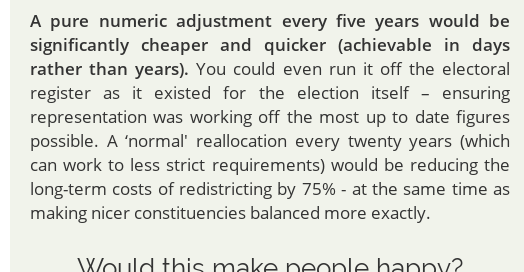 A pure numeric adjustment every five years would be
significantly cheaper and quicker (achievable in days
rather than years). You could even run it off the electoral
register as it existed for the election itself – ensuring
representation was working off the most up to date figures
possible. A ‘normal' reallocation every twenty years (which
can work to less strict requirements) would be reducing the
long-term costs of redistricting by 75% - at the same time as
making nicer constituencies balanced more exactly.
Would this make people happy?